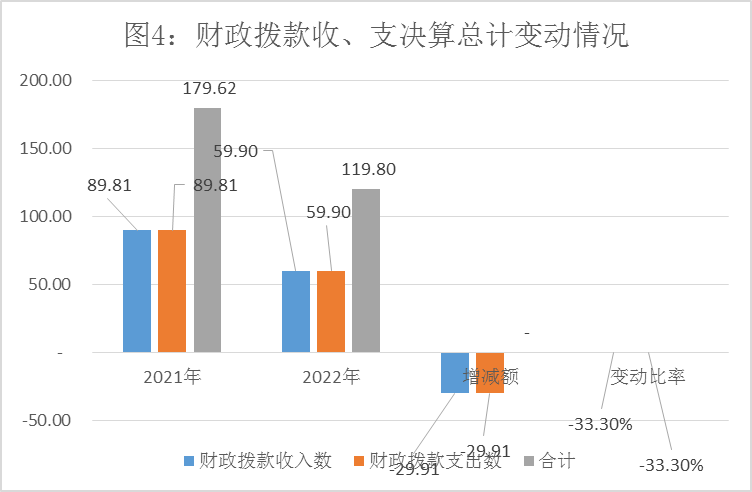 图4：财政拨款收、支决算总计变动情况
200.00
150.00
100.00
50.00
-
-50.00
179.62
89.81
89.81
59.90
59.90
119.80
-
-29.91
-29.91
-33.30%
-33.30%
2021年
2022年
增减额
变动比率
财政拨款收入数
财政拨款支出数
合计